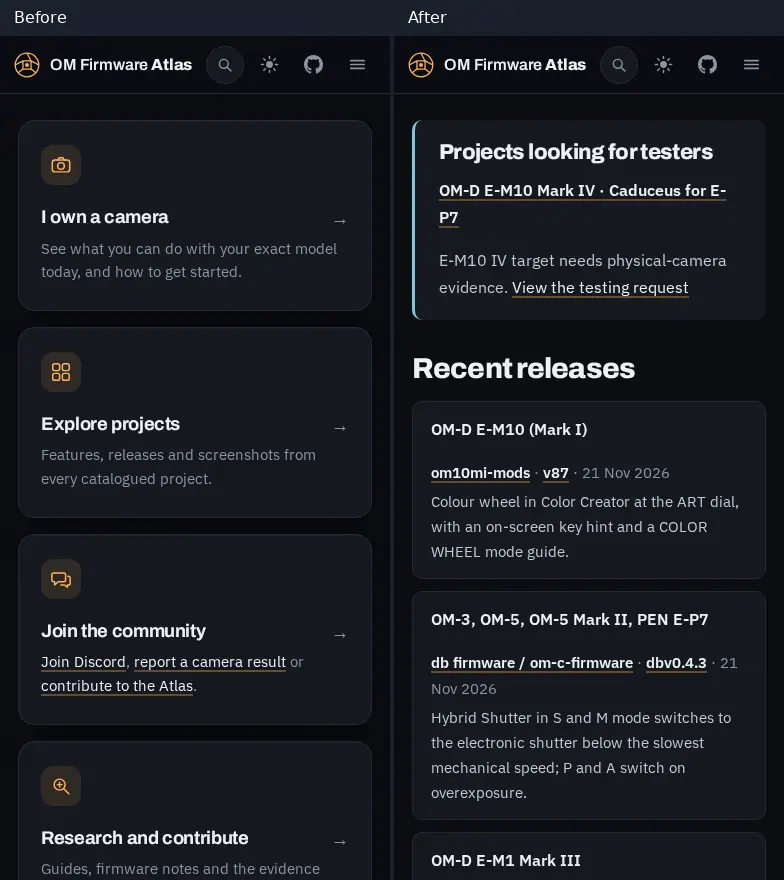 Before
OM Firmware Atlas
I own a camera
→
See what you can do with your exact model
today, and how to get started.
Explore projects
→
Features, releases and screenshots from
every catalogued project.
Join the community
→
Join Discord, report a camera result or
contribute to the Atlas.
Research and contribute
→
Guides, firmware notes and the evidence
After
OM Firmware Atlas
Projects looking for testers
OM-D E-M10 Mark IV · Caduceus for E-
P7
E-M10 IV target needs physical-camera
evidence. View the testing request
Recent releases
OM-D E-M10 (Mark I)
om10mi-mods · v87 · 21 Nov 2026
Colour wheel in Color Creator at the ART dial,
with an on-screen key hint and a COLOR
WHEEL mode guide.
OM-3, OM-5, OM-5 Mark II, PEN E-P7
db firmware / om-c-firmware · dbv0.4.3 · 21
Nov 2026
Hybrid Shutter in S and M mode switches to
the electronic shutter below the slowest
mechanical speed; P and A switch on
overexposure.
OM-D E-M1 Mark III